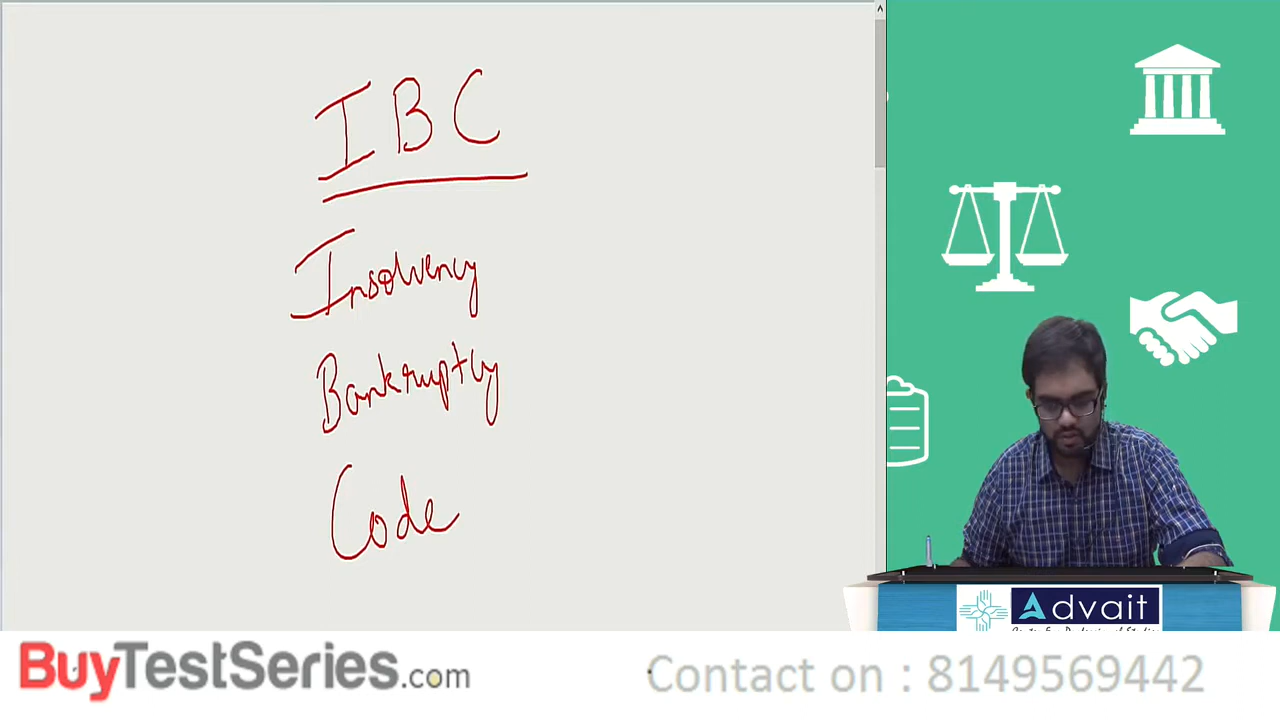 IBC
Insolvency
Bankruptcy
Code
Advait
BuyTestSeries.com
Contact on : 8149569442